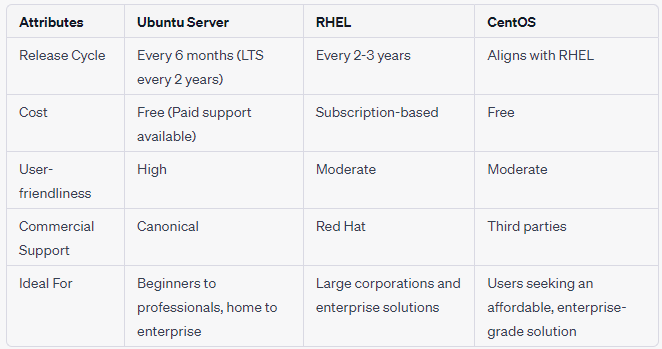 Attributes Ubuntu Server RHEL CentOS
Release Cycle Every 6 months (LTS Every 2-3 years Aligns with RHEL
every 2 years)
Cost Free (Paid support Subscription-based Free
available)
User- High Moderate Moderate
friendliness
Commercial Canonical Red Hat Third parties
Support
Ideal For Beginners to Large corporations and Users seeking an
professionals, home to enterprise solutions affordable, enterprise-
enterprise grade solution